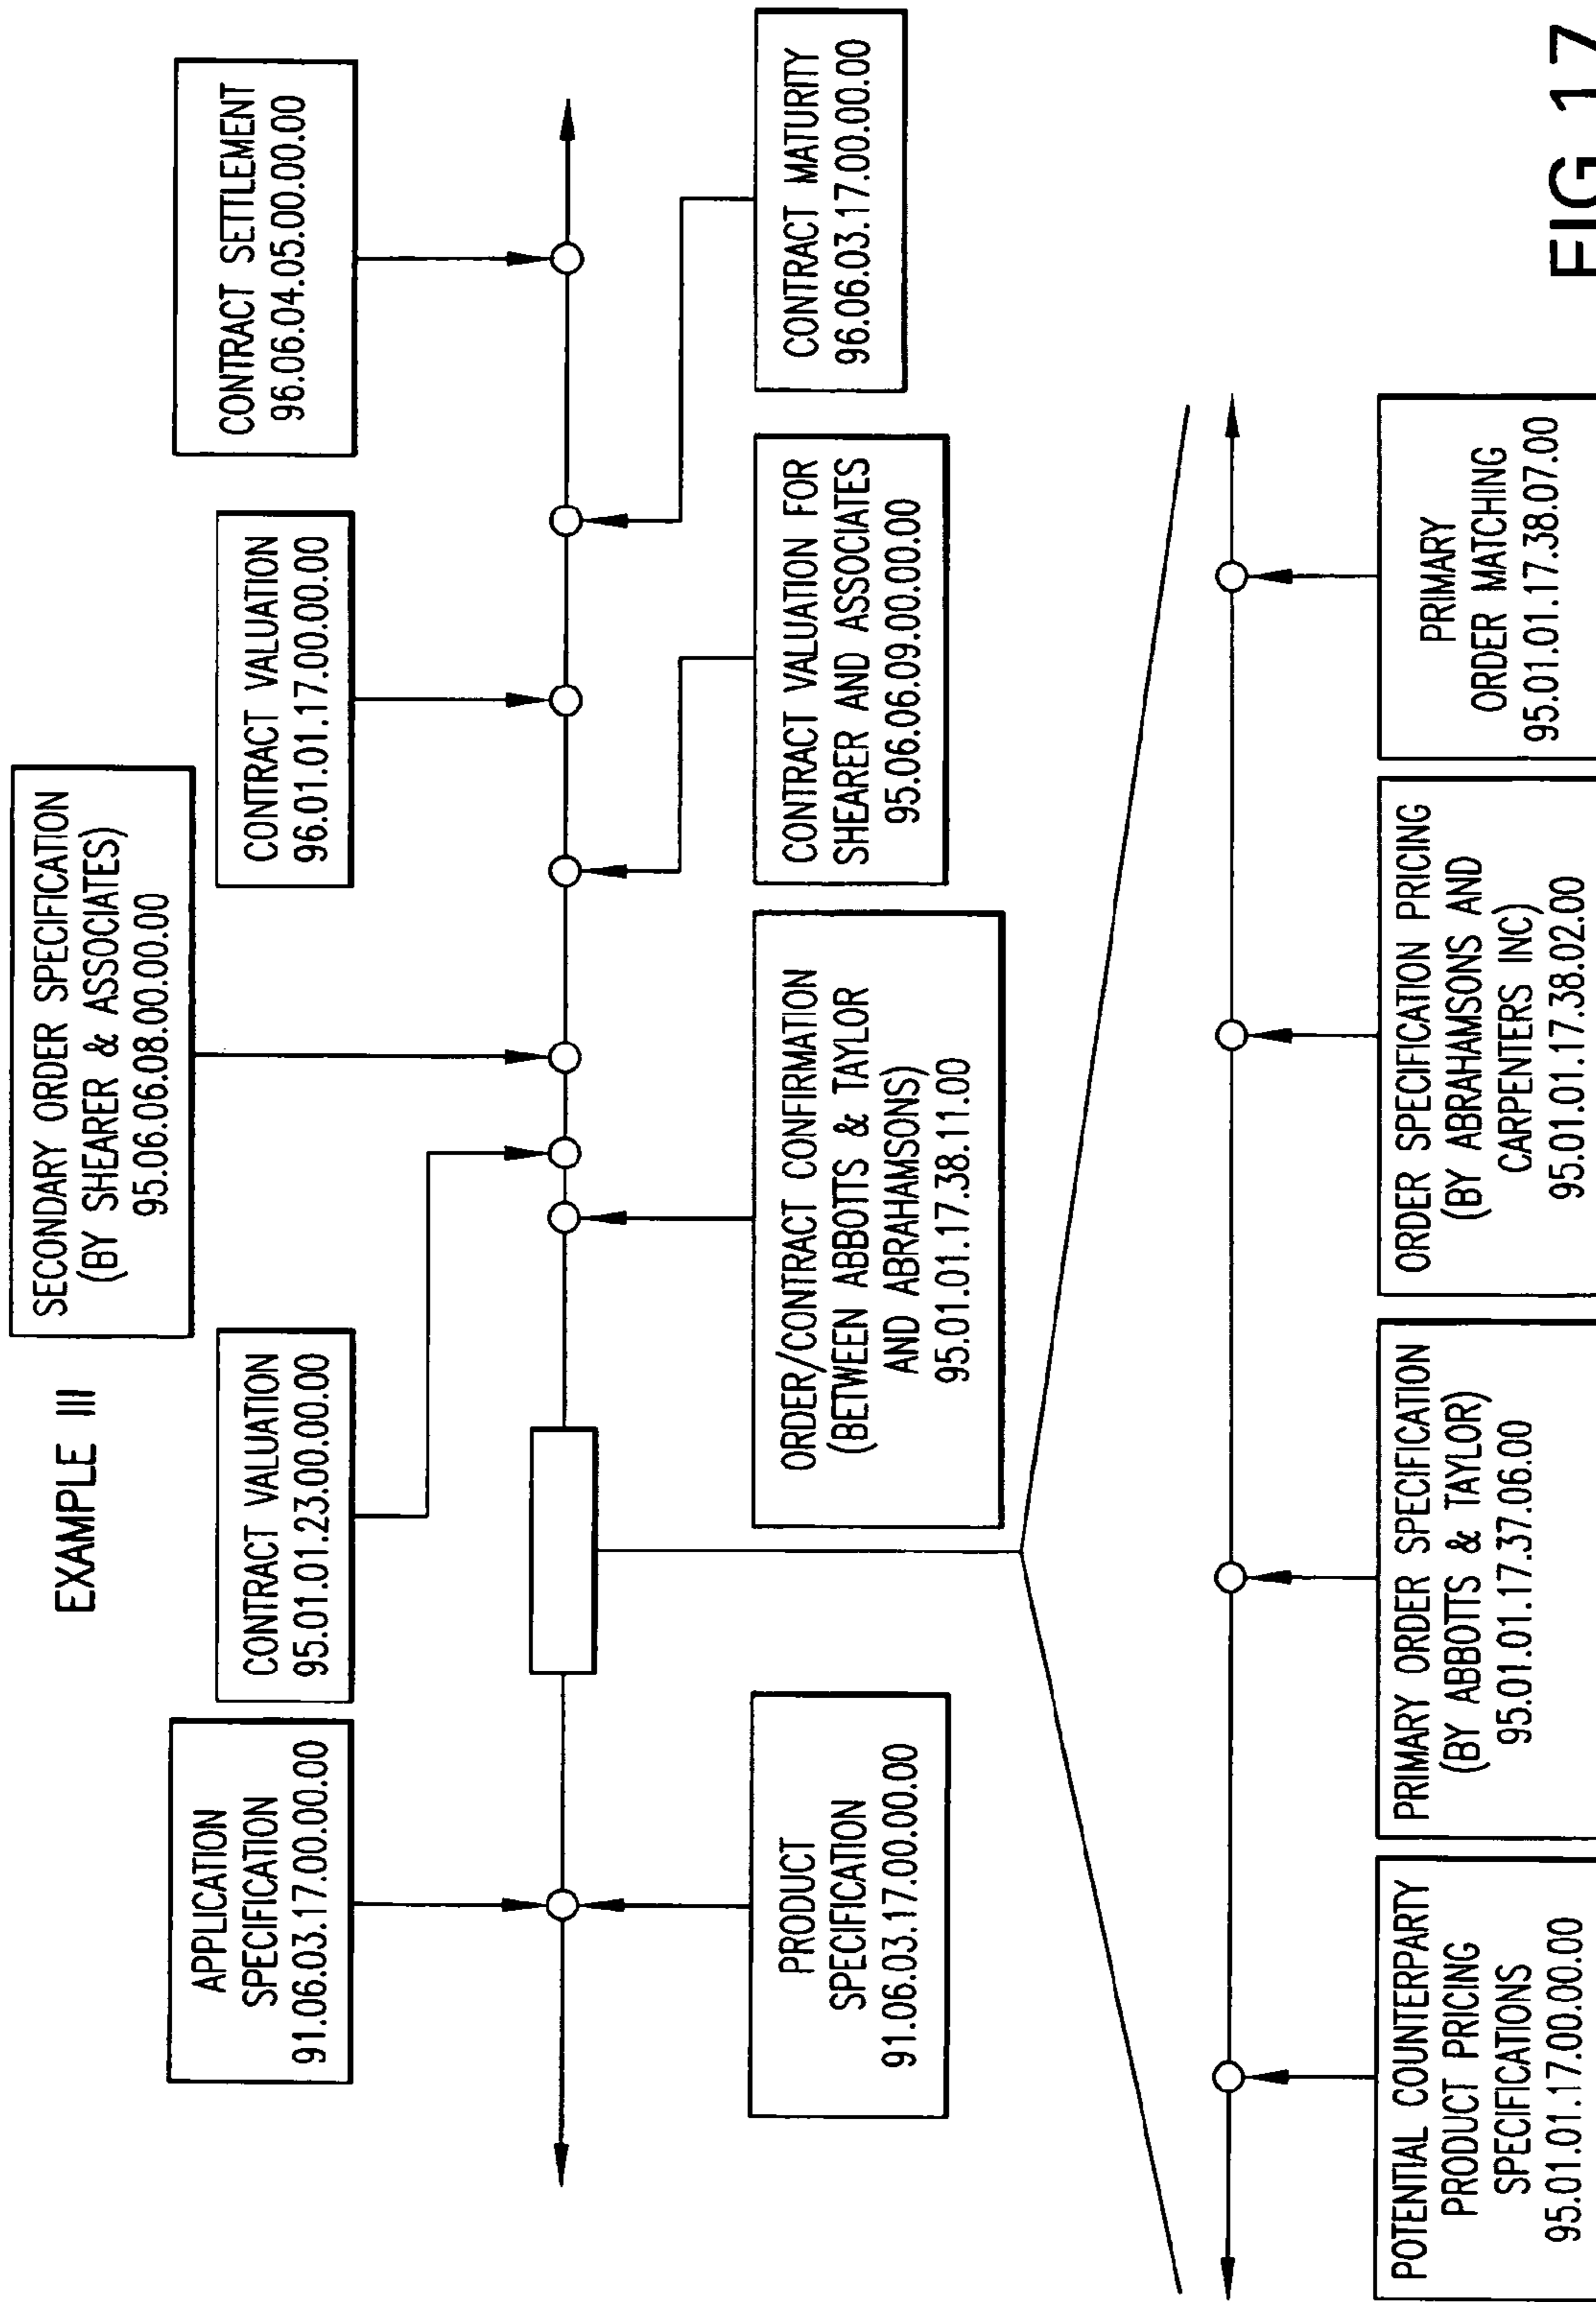 EXAMPLE III
SECONDARY ORDER SPECIFICATION
(BY SHEARER & ASSOCIATES)
95.06.06.08.00.00.00
APPLICATION
SPECIFICATION
91.06.03.17.00.00.00
CONTRACT VALUATION
95.01.01.23.00.00.00
CONTRACT VALUATION
96.01.01.17.00.00.00
CONTRACT SETTLEMENT
96.06.04.05.00.00.00
PRODUCT
SPECIFICATION
91.06.03.17.00.00.00
ORDER/CONTRACT CONFIRMATION
(BETWEEN ABBOTTS & TAYLOR
AND ABRAHAMSONS)
95.01.01.17.38.11.00
CONTRACT VALUATION FOR
SHEARER AND ASSOCIATES
95.06.06.09.00.00.00
CONTRACT MATURITY
96.06.03.17.00.00.00
POTENTIAL COUNTERPARTY
PRODUCT PRICING
SPECIFICATIONS
95.01.01.17.00.00.00
PRIMARY ORDER SPECIFICATION
(BY ABBOTTS & TAYLOR)
95.01.01.17.37.06.00
ORDER SPECIFICATION PRICING
(BY ABRAHAMSONS AND
CARPENTERS INC)
95.01.01.17.38.02.00
PRIMARY
ORDER MATCHING
95.01.01.17.38.07.00
FIG.17